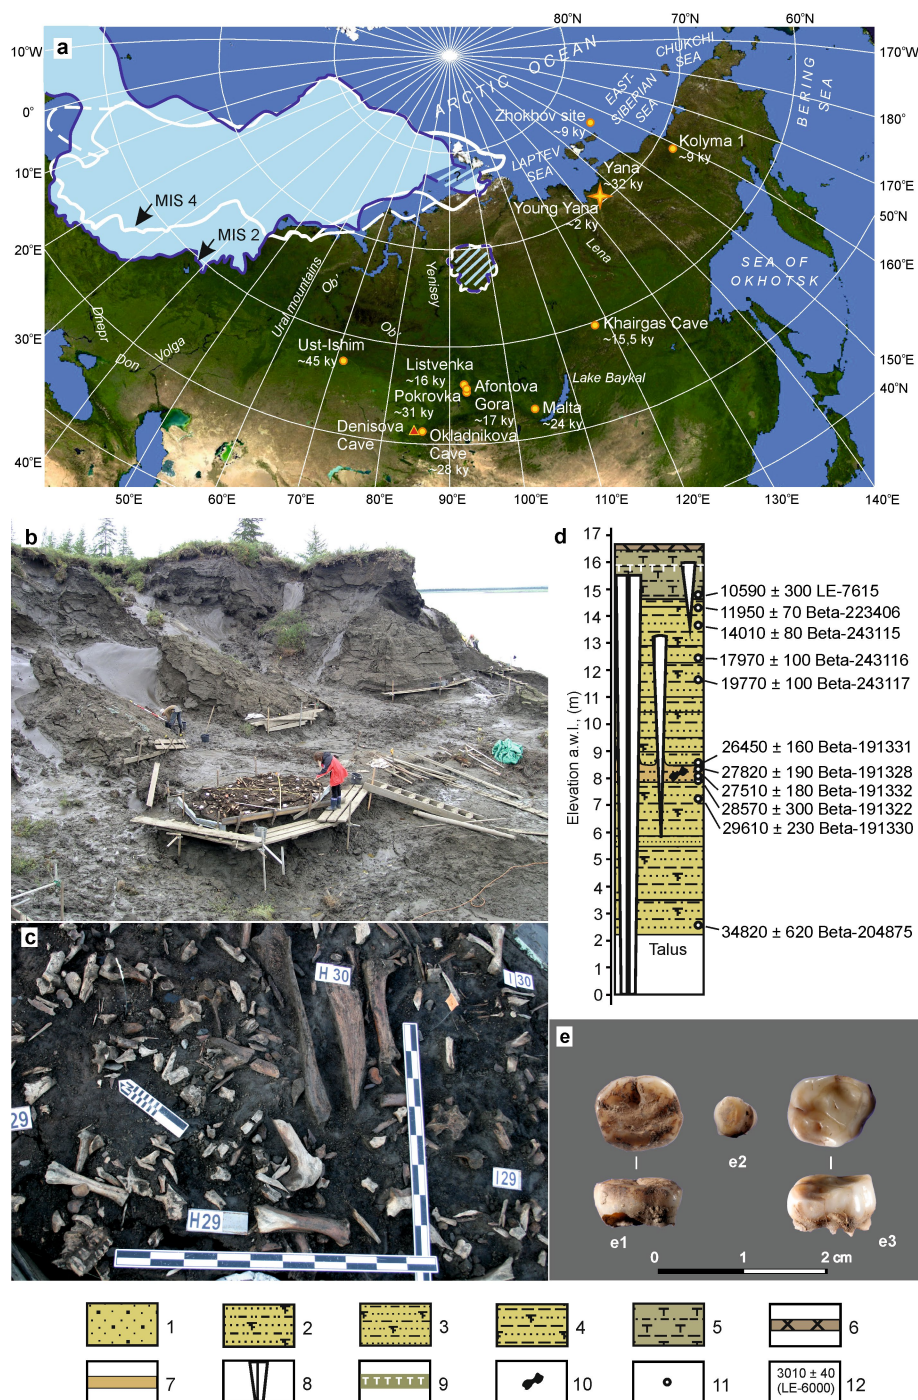 a
80°N
70°N
60°N
10°W
0°
10°E
20°E
30°E
40°E
170°W
180°
170°E
50°N
160°E
150°E
40°N
50°E
60°E
70°E
80°E
90°E
100°E
110°E
120°E
130°E
140°E
ARCTIC OCEAN
CHUKCHI
SEA
EAST-
SIBERIAN
SEA
BERING
SEA
LAPTEV
SEA
SEA OF
OKHOTSK
Zhokhov site
~9 ky
Kolyma 1
~9 ky
Yana
~32 ky
Young Yana
~2 ky
MIS 4
MIS 2
?
Lena
Ural mountains
Ob'
Yenisey
Ob'
Dnepr
Don
Volga
Ust-Ishim
~45 ky
Khairgas Cave
~15,5 ky
Listvenka
~16 ky
Pokrovka
~31 ky
Afontova
Gora
~17 ky
Lake Baykal
Malta
~24 ky
Denisova
Cave
Okladnikova
Cave
~28 ky
b
c
H 30
I 30
29
N
I 29
H29
d
Elevation a.w.l., (m)
17
16
15
14
13
12
11
10
9
8
7
6
5
4
3
2
1
0
10590 ± 300 LE-7615
11950 ± 70 Beta-223406
14010 ± 80 Beta-243115
17970 ± 100 Beta-243116
19770 ± 100 Beta-243117
26450 ± 160 Beta-191331
27820 ± 190 Beta-191328
27510 ± 180 Beta-191332
28570 ± 300 Beta-191322
29610 ± 230 Beta-191330
34820 ± 620 Beta-204875
Talus
e
e1
e2
e3
0 1 2 cm
1
2
3
4
5
6
7
8
9
10
11
3010 ± 40
(LE-6000)
12